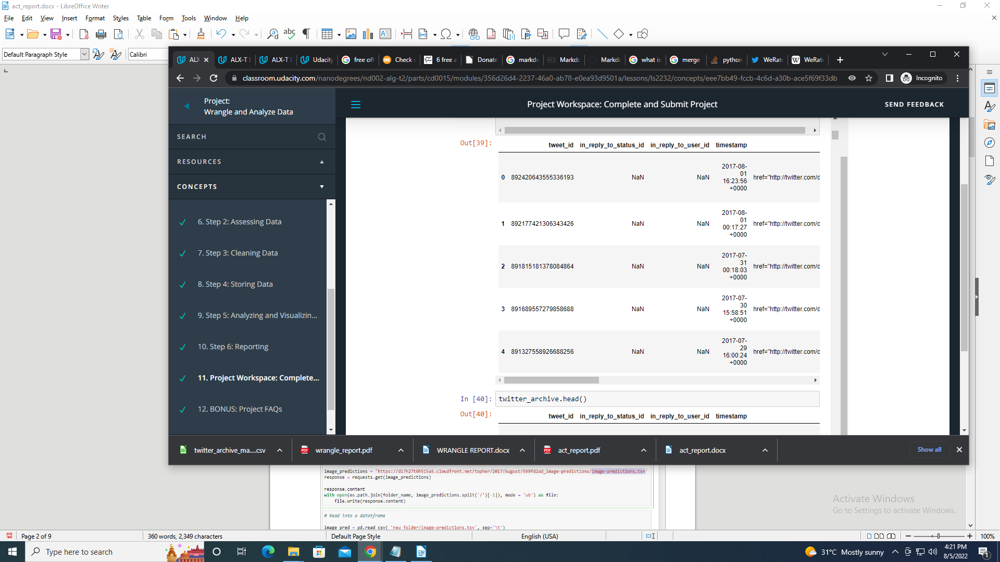 act_report.docx - LibreOffice Writer
File Edit View Insert Format Styles Table Form Tools Window Help
Default Paragraph Style
Calibri
ALX
ALX-T
ALX-T
Udacity
free off
Check
6 free a
Donate
markdo
Markdo
Markdo
what is
merge
python
WeRate
WeRate
classroom.udacity.com/nanodegrees/nd002-alg-t2/parts/cd0015/modules/356d26d4-2237-46a0-ab78-e0ea93d9501a/lessons/ls2232/concepts/eee7bb49-fccb-4c6d-a30b-ace5f69f33db
Incognito
Project:
Wrangle and Analyze Data
Project Workspace: Complete and Submit Project
SEND FEEDBACK
SEARCH
RESOURCES
CONCEPTS
6. Step 2: Assessing Data
7. Step 3: Cleaning Data
8. Step 4: Storing Data
9. Step 5: Analyzing and Visualizin...
10. Step 6: Reporting
11. Project Workspace: Complete...
12. BONUS: Project FAQs
Out[39]:
tweet_id in_reply_to_status_id in_reply_to_user_id timestamp
0 892420643555336193 NaN NaN 2017-08-01 16:23:56 +0000 href="http://twitter.com/d
1 892177421306343426 NaN NaN 2017-08-01 00:17:27 +0000 href="http://twitter.com/d
2 891815181378084864 NaN NaN 2017-07-31 00:18:03 +0000 href="http://twitter.com/d
3 891689557279858688 NaN NaN 2017-07-30 15:58:51 +0000 href="http://twitter.com/d
4 891327558926688256 NaN NaN 2017-07-29 16:00:24 +0000 href="http://twitter.com/d
In [40]: twitter_archive.head()
Out[40]:
tweet_id in_reply_to_status_id in_reply_to_user_id timestamp
twitter_archive_ma....csv
wrangle_report.pdf
WRANGLE REPORT.docx
act_report.pdf
act_report.docx
Show all
image_predictions = 'https://d17h27t6h515a5.cloudfront.net/topher/2017/August/599fd2ad_image-predictions/image-predictions.tsv'
response = requests.get(image_predictions)
response.content
with open(os.path.join(folder_name, image_predictions.split('/')[-1]), mode = 'wb') as file:
file.write(response.content)
# Read into a datatframe
image_pred = pd.read_csv( 'new_folder/image-predictions.tsv', sep='\t')
Activate Windows
Go to Settings to activate Windows.
Page 2 of 9
360 words, 2,349 characters
Default Page Style
English (USA)
100%
Type here to search
31°C Mostly sunny
4:21 PM
8/5/2022
1